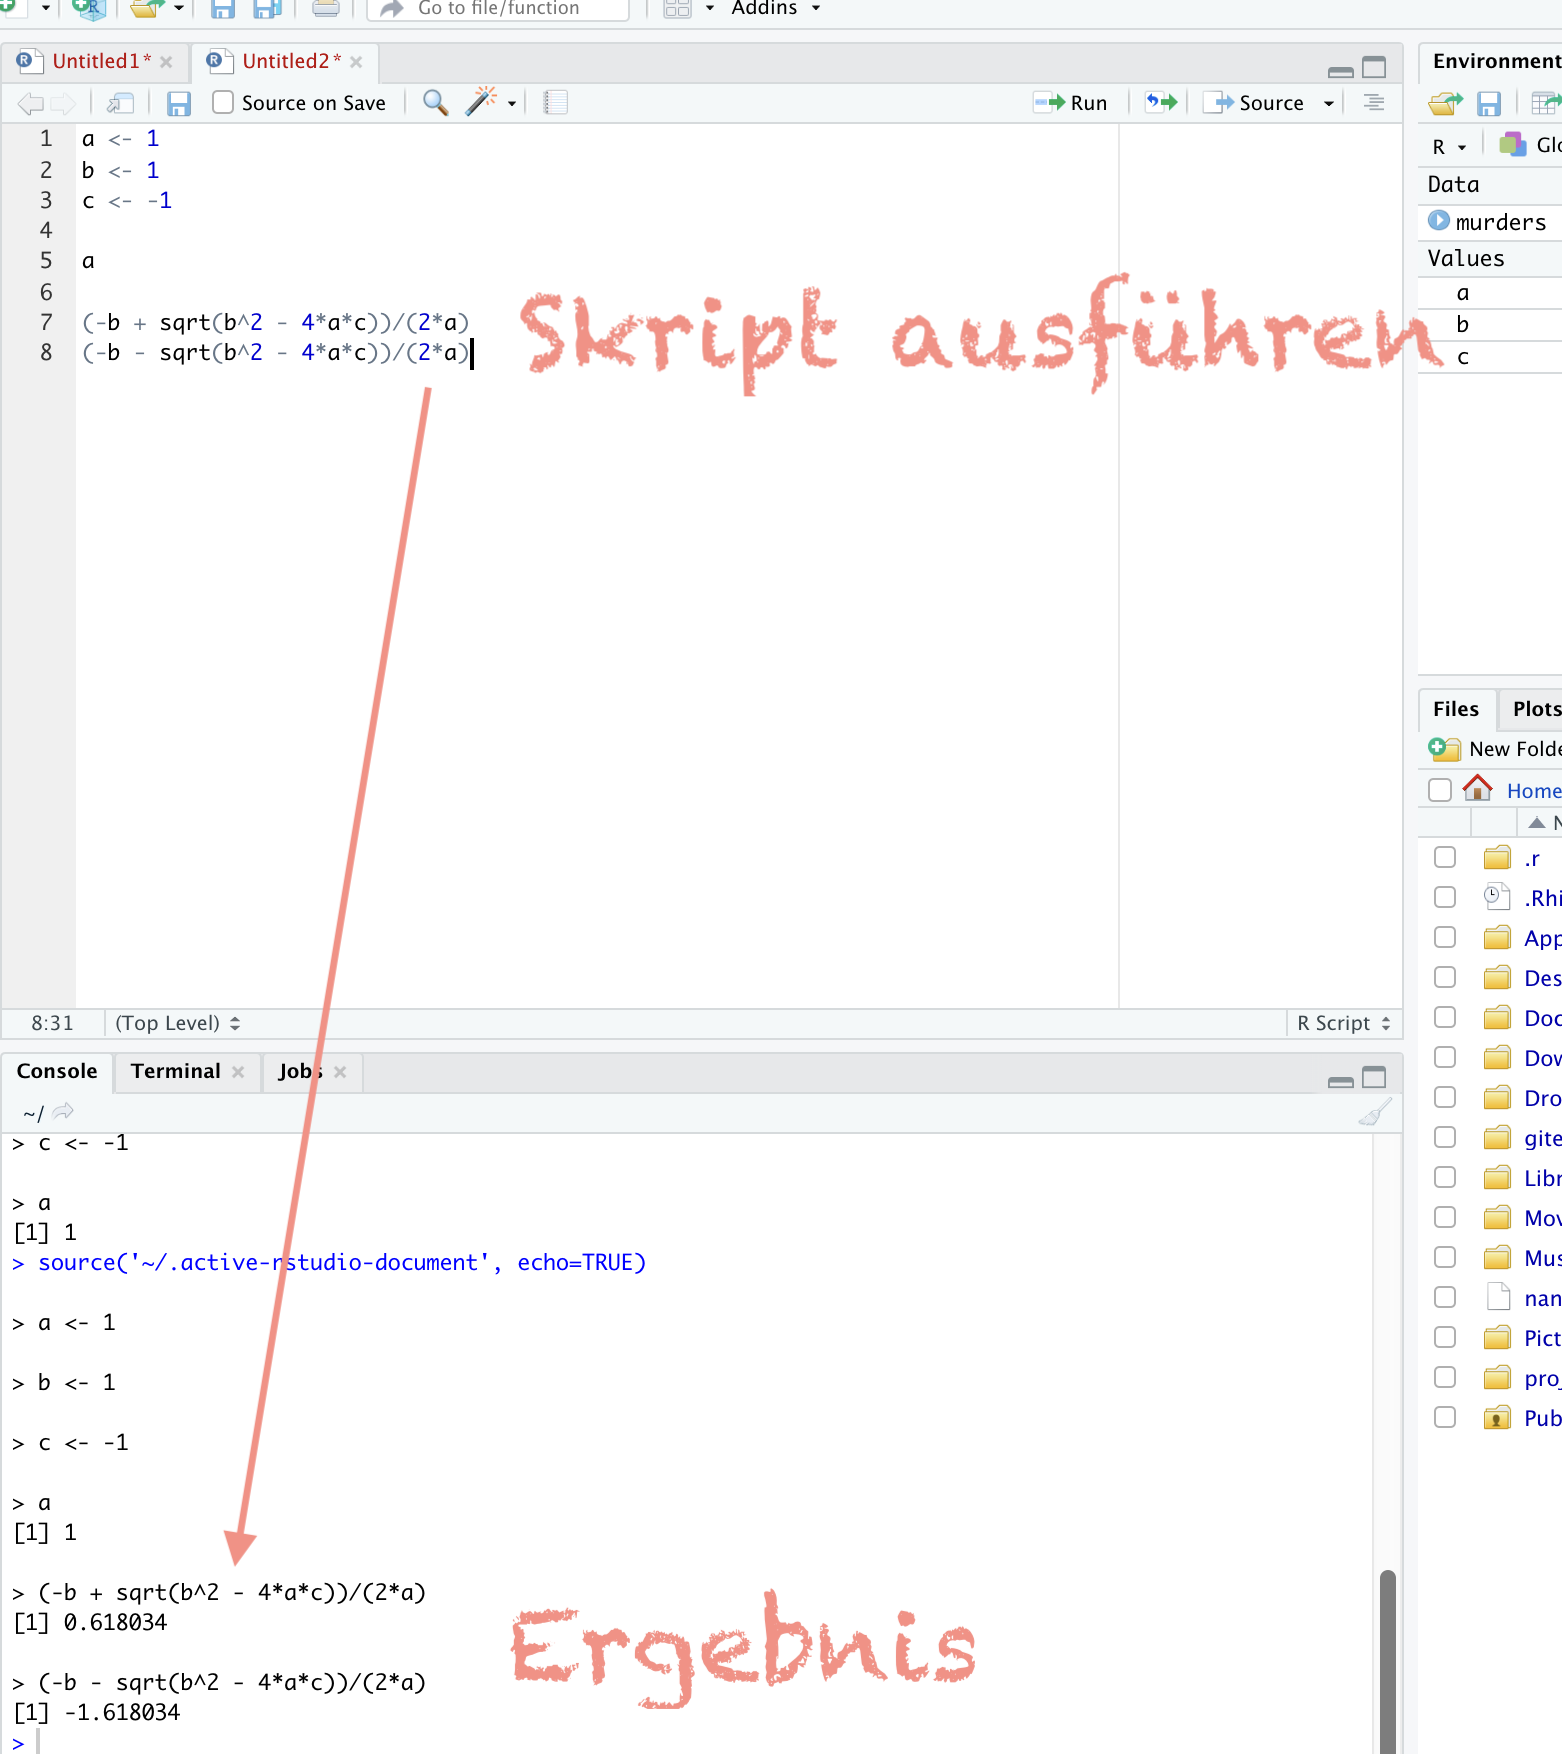 Go to file/function
Addins
Untitled1*
Untitled2*
Source on Save
Run
Source
1 a <- 1
2 b <- 1
3 c <- -1
4
5 a
6
7 (-b + sqrt(b^2 - 4*a*c))/(2*a)
8 (-b - sqrt(b^2 - 4*a*c))/(2*a)
Skript ausführen
8:31
(Top Level)
R Script
Console
Terminal
Jobs
~/
> c <- -1
> a
[1] 1
> source('~/.active-rstudio-document', echo=TRUE)
> a <- 1
> b <- 1
> c <- -1
> a
[1] 1
> (-b + sqrt(b^2 - 4*a*c))/(2*a)
[1] 0.618034
> (-b - sqrt(b^2 - 4*a*c))/(2*a)
[1] -1.618034
>
Ergebnis
Environment
R
Glo
Data
murders
Values
a
b
c
Files
Plots
New Folde
Home
.r
.Rhi
App
Des
Doc
Dow
Dro
gite
Libr
Mov
Mus
nan
Pict
proj
Pub